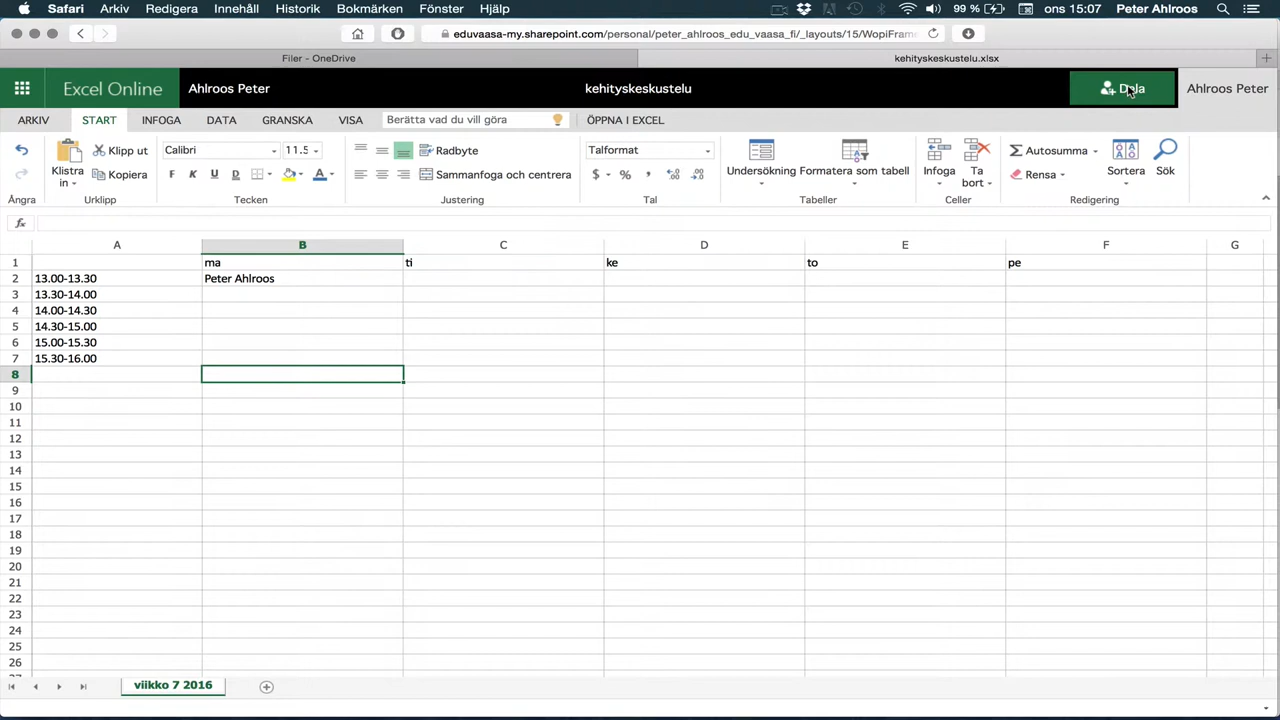 Safari Arkiv Redigera Innehåll Historik Bokmärken Fönster Hjälp 99 % ons 15:07 Peter Ahlroos
eduvaasa-my.sharepoint.com/personal/peter_ahlroos_edu_vaasa_fi/_layouts/15/WopiFram
Filer - OneDrive kehityskeskustelu.xlsx
Excel Online Ahlroos Peter kehityskeskustelu Dela Ahlroos Peter
ARKIV START INFOGA DATA GRANSKA VISA Berätta vad du vill göra ÖPPNA I EXCEL
Klistra in Klipp ut Kopiera Calibri 11.5 F K U D A Radbyte Sammanfoga och centrera Talformat $ % Undersökning Formatera som tabell Infoga Ta bort Autosumma Rensa Sortera Sök
Ångra Urklipp Tecken Justering Tal Tabeller Celler Redigering
fx
A B C D E F G
1 ma ti ke to pe
2 13.00-13.30 Peter Ahlroos
3 13.30-14.00
4 14.00-14.30
5 14.30-15.00
6 15.00-15.30
7 15.30-16.00
8
9
10
11
12
13
14
15
16
17
18
19
20
21
22
23
24
25
26
viikko 7 2016